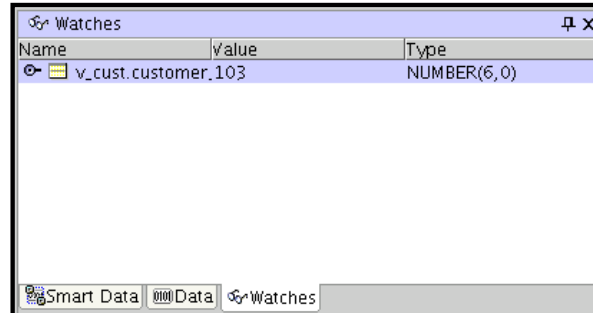 Watches
Name Value Type
v_cust.customer_ 103 NUMBER(6,0)
Smart Data Data Watches